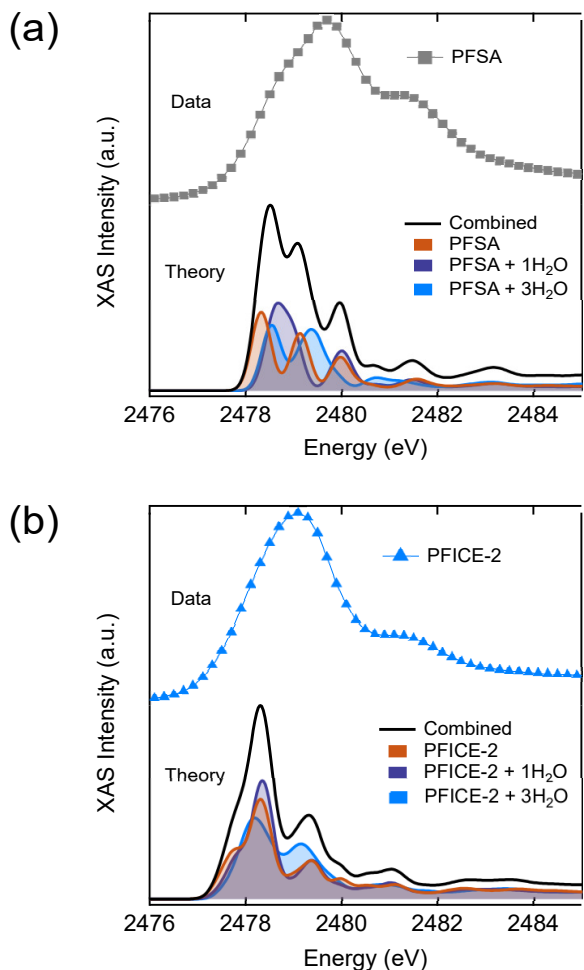 (a)
PFSA
Data
XAS Intensity (a.u.)
Combined
PFSA
Theory
PFSA + 1H₂O
PFSA + 3H₂O
2476 2478 2480 2482 2484
Energy (eV)
(b)
PFICE-2
Data
XAS Intensity (a.u.)
Combined
PFICE-2
Theory
PFICE-2 + 1H₂O
PFICE-2 + 3H₂O
2476 2478 2480 2482 2484
Energy (eV)